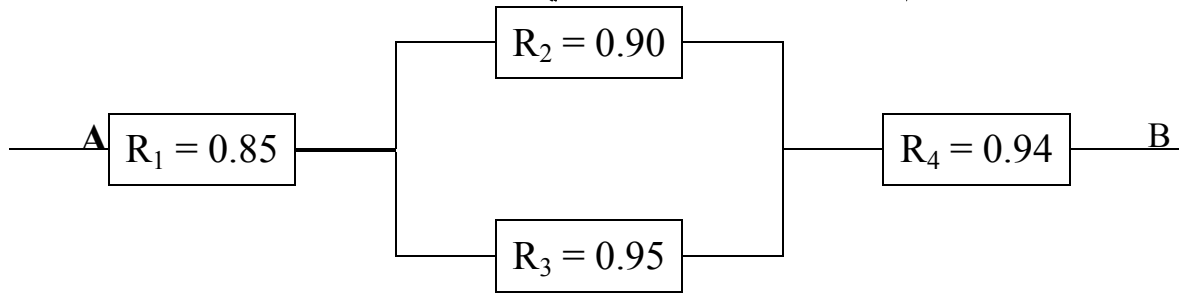 R₂ = 0.90
A R₁ = 0.85 R₄ = 0.94 B
R₃ = 0.95